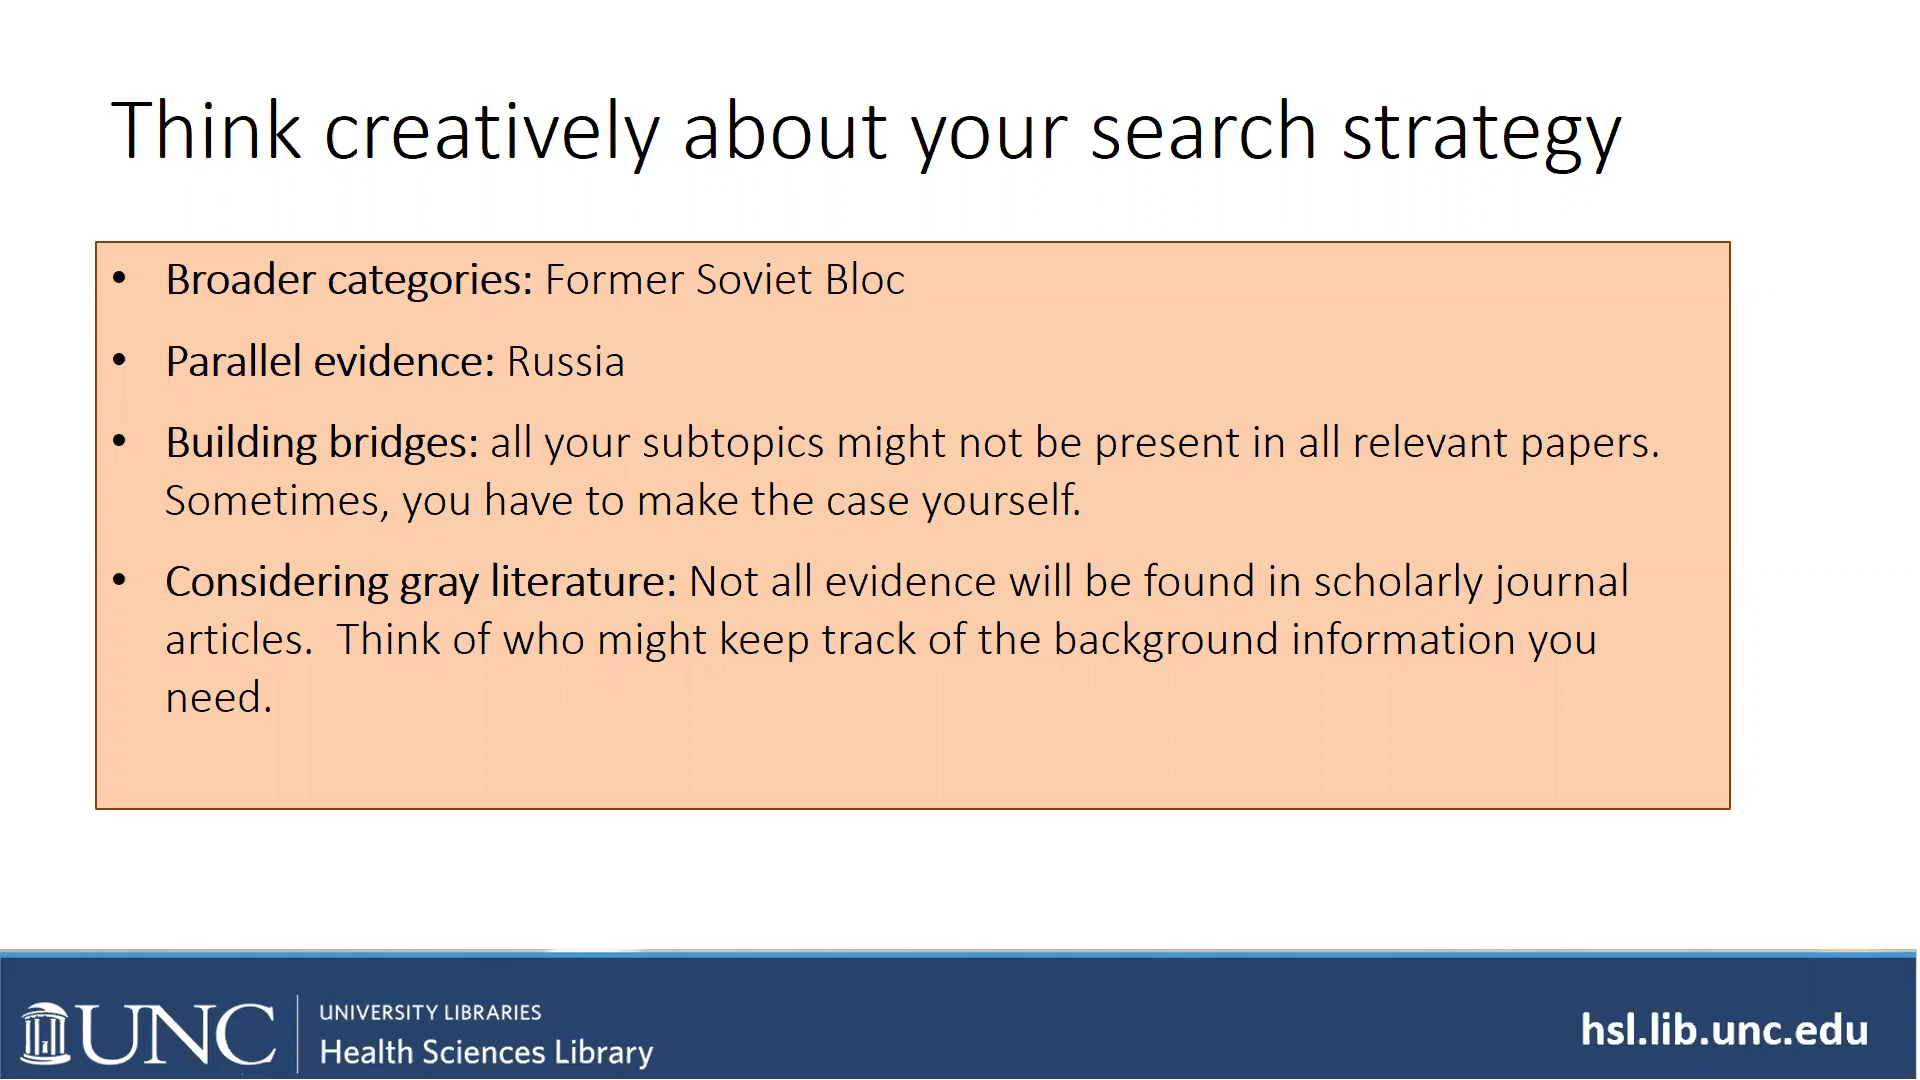 Think creatively about your search strategy
• Broader categories: Former Soviet Bloc
• Parallel evidence: Russia
• Building bridges: all your subtopics might not be present in all relevant papers.
Sometimes, you have to make the case yourself.
• Considering gray literature: Not all evidence will be found in scholarly journal
articles.  Think of who might keep track of the background information you
need.
UNC
UNIVERSITY LIBRARIES
Health Sciences Library
hsl.lib.unc.edu